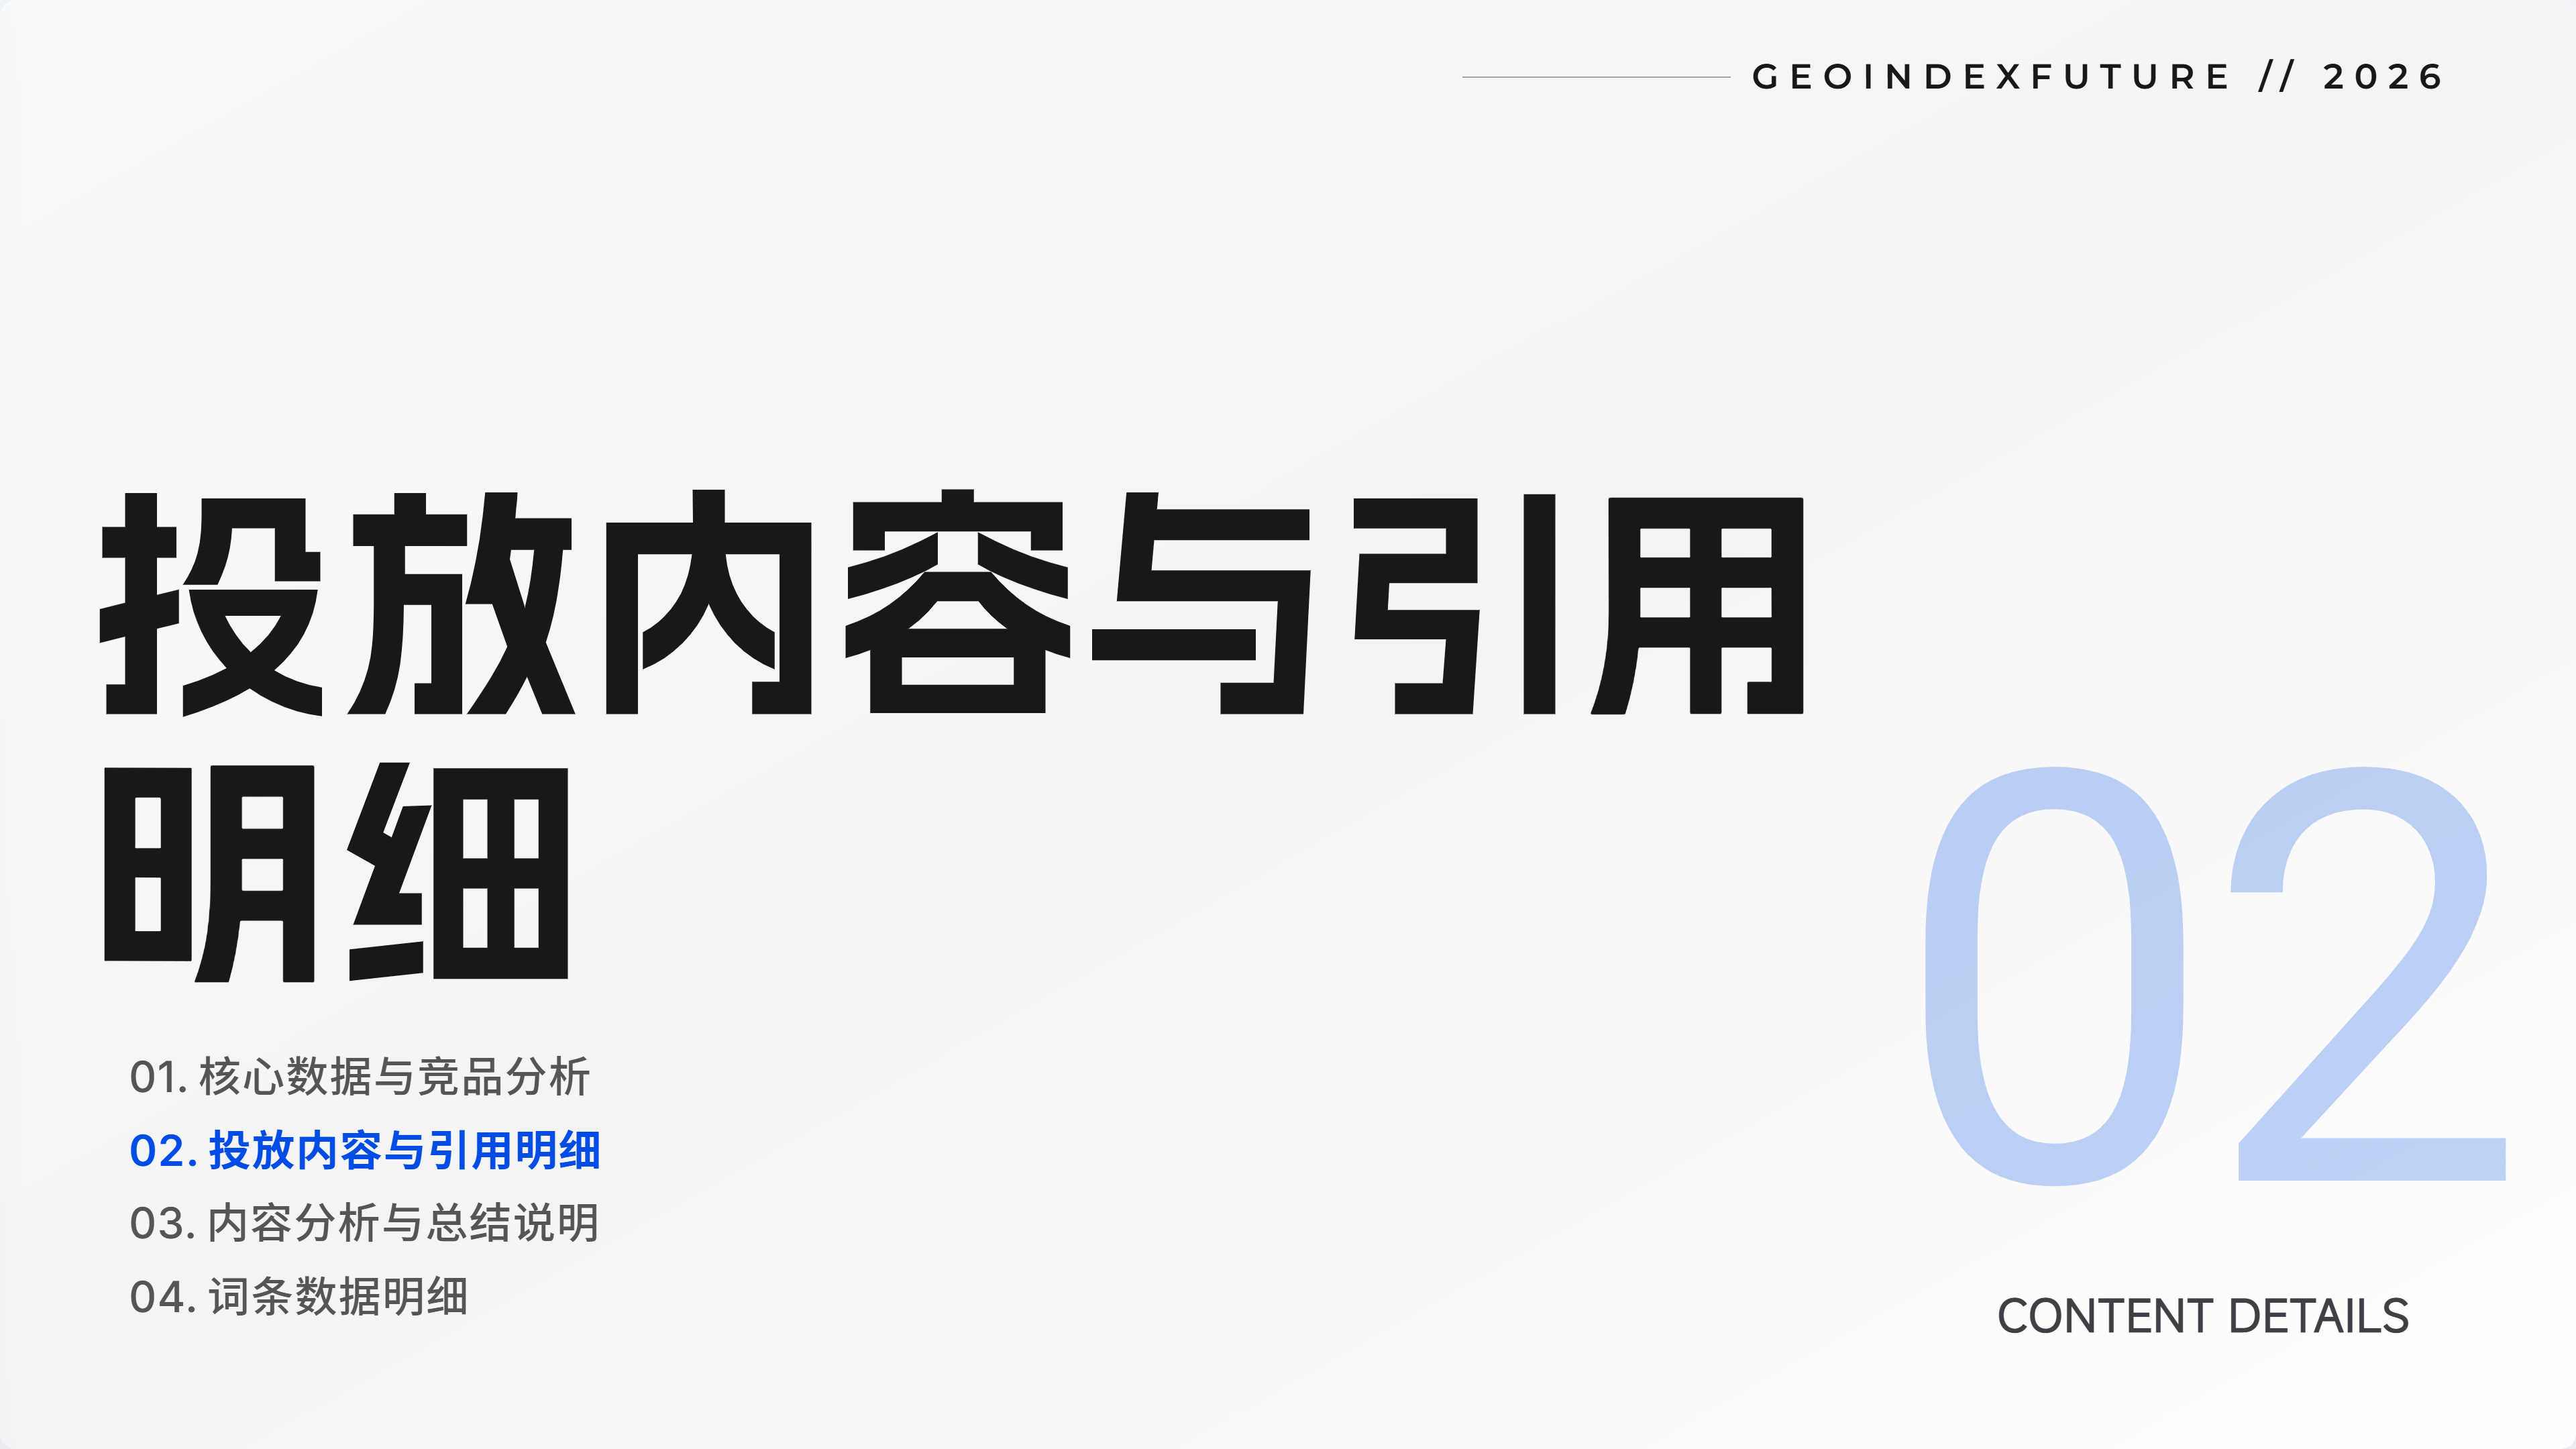 GEOINDEXFUTURE // 2026
投放内容与引用
明细
01. 核心数据与竞品分析
02. 投放内容与引用明细
03. 内容分析与总结说明
04. 词条数据明细
02
CONTENT DETAILS